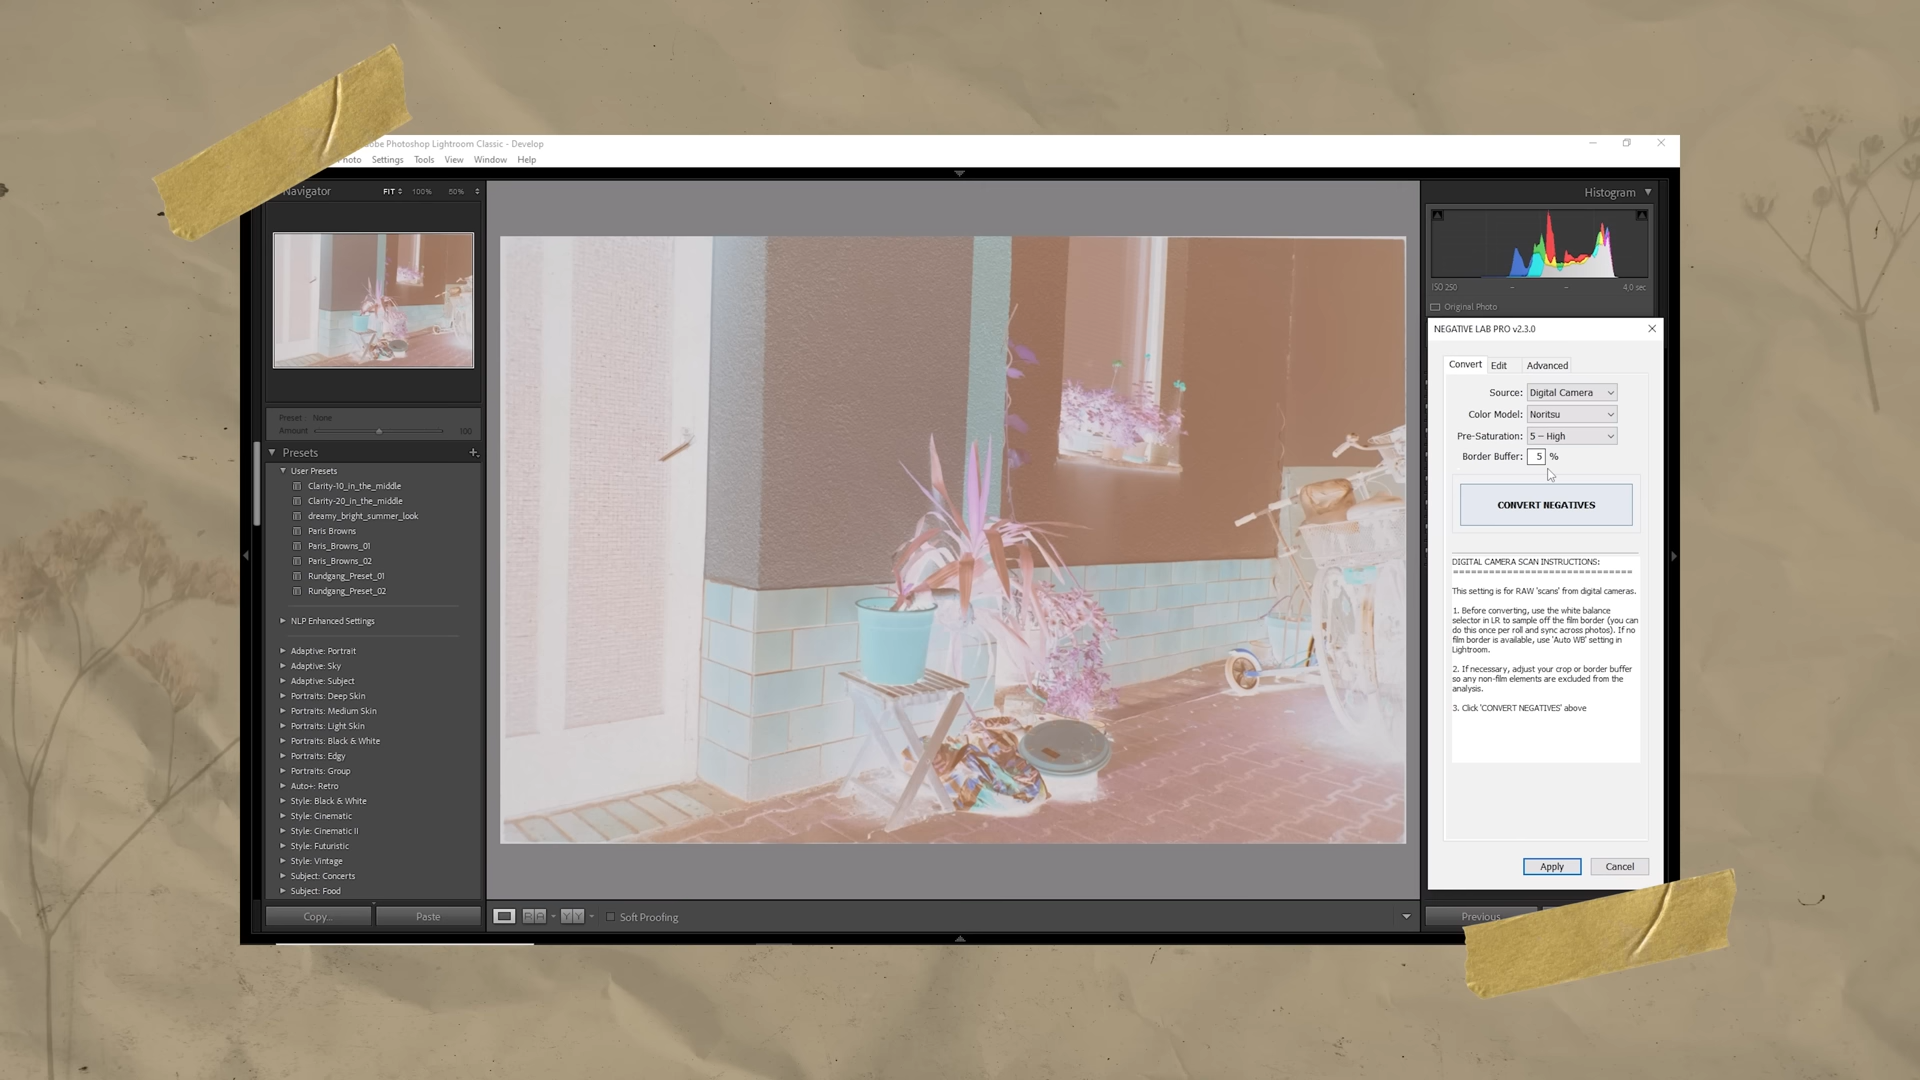 Adobe Photoshop Lightroom Classic - Develop
Photo Settings Tools View Window Help
Navigator FIT 100% 50%
Preset: None
Amount 100
Presets
User Presets
Clarity-10_in_the_middle
Clarity-20_in_the_middle
dreamy_bright_summer_look
Paris Browns
Paris_Browns_01
Paris_Browns_02
Rundgang_Preset_01
Rundgang_Preset_02
NLP Enhanced Settings
Adaptive: Portrait
Adaptive: Sky
Adaptive: Subject
Portraits: Deep Skin
Portraits: Medium Skin
Portraits: Light Skin
Portraits: Black & White
Portraits: Edgy
Portraits: Group
Auto+: Retro
Style: Black & White
Style: Cinematic
Style: Cinematic II
Style: Futuristic
Style: Vintage
Subject: Concerts
Subject: Food
Copy... Paste
R A Y Y Soft Proofing
Histogram
ISO 250 – – 4,0 sec
Original Photo
NEGATIVE LAB PRO v2.3.0
Convert Edit Advanced
Source: Digital Camera
Color Model: Noritsu
Pre-Saturation: 5 – High
Border Buffer: 5 %
CONVERT NEGATIVES
DIGITAL CAMERA SCAN INSTRUCTIONS:
==============================
This setting is for RAW 'scans' from digital cameras.
1. Before converting, use the white balance
selector in LR to sample off the film border (you can
do this once per roll and sync across photos). If no
film border is available, use 'Auto WB' setting in
Lightroom.
2. If necessary, adjust your crop or border buffer
so any non-film elements are excluded from the
analysis.
3. Click 'CONVERT NEGATIVES' above
Apply Cancel
Previous